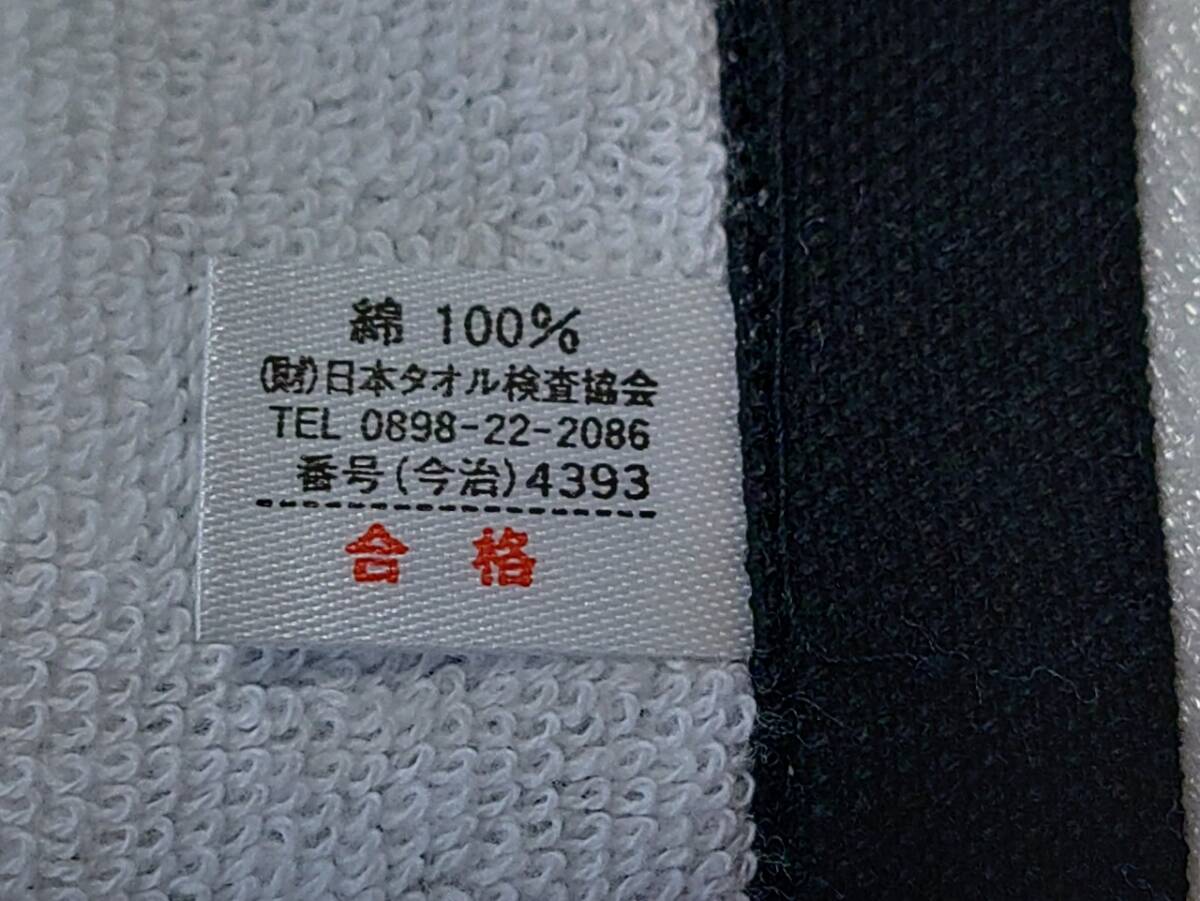 綿 100%
(財)日本タオル検査協会
TEL 0898-22-2086
番号(今治)4393
合 格